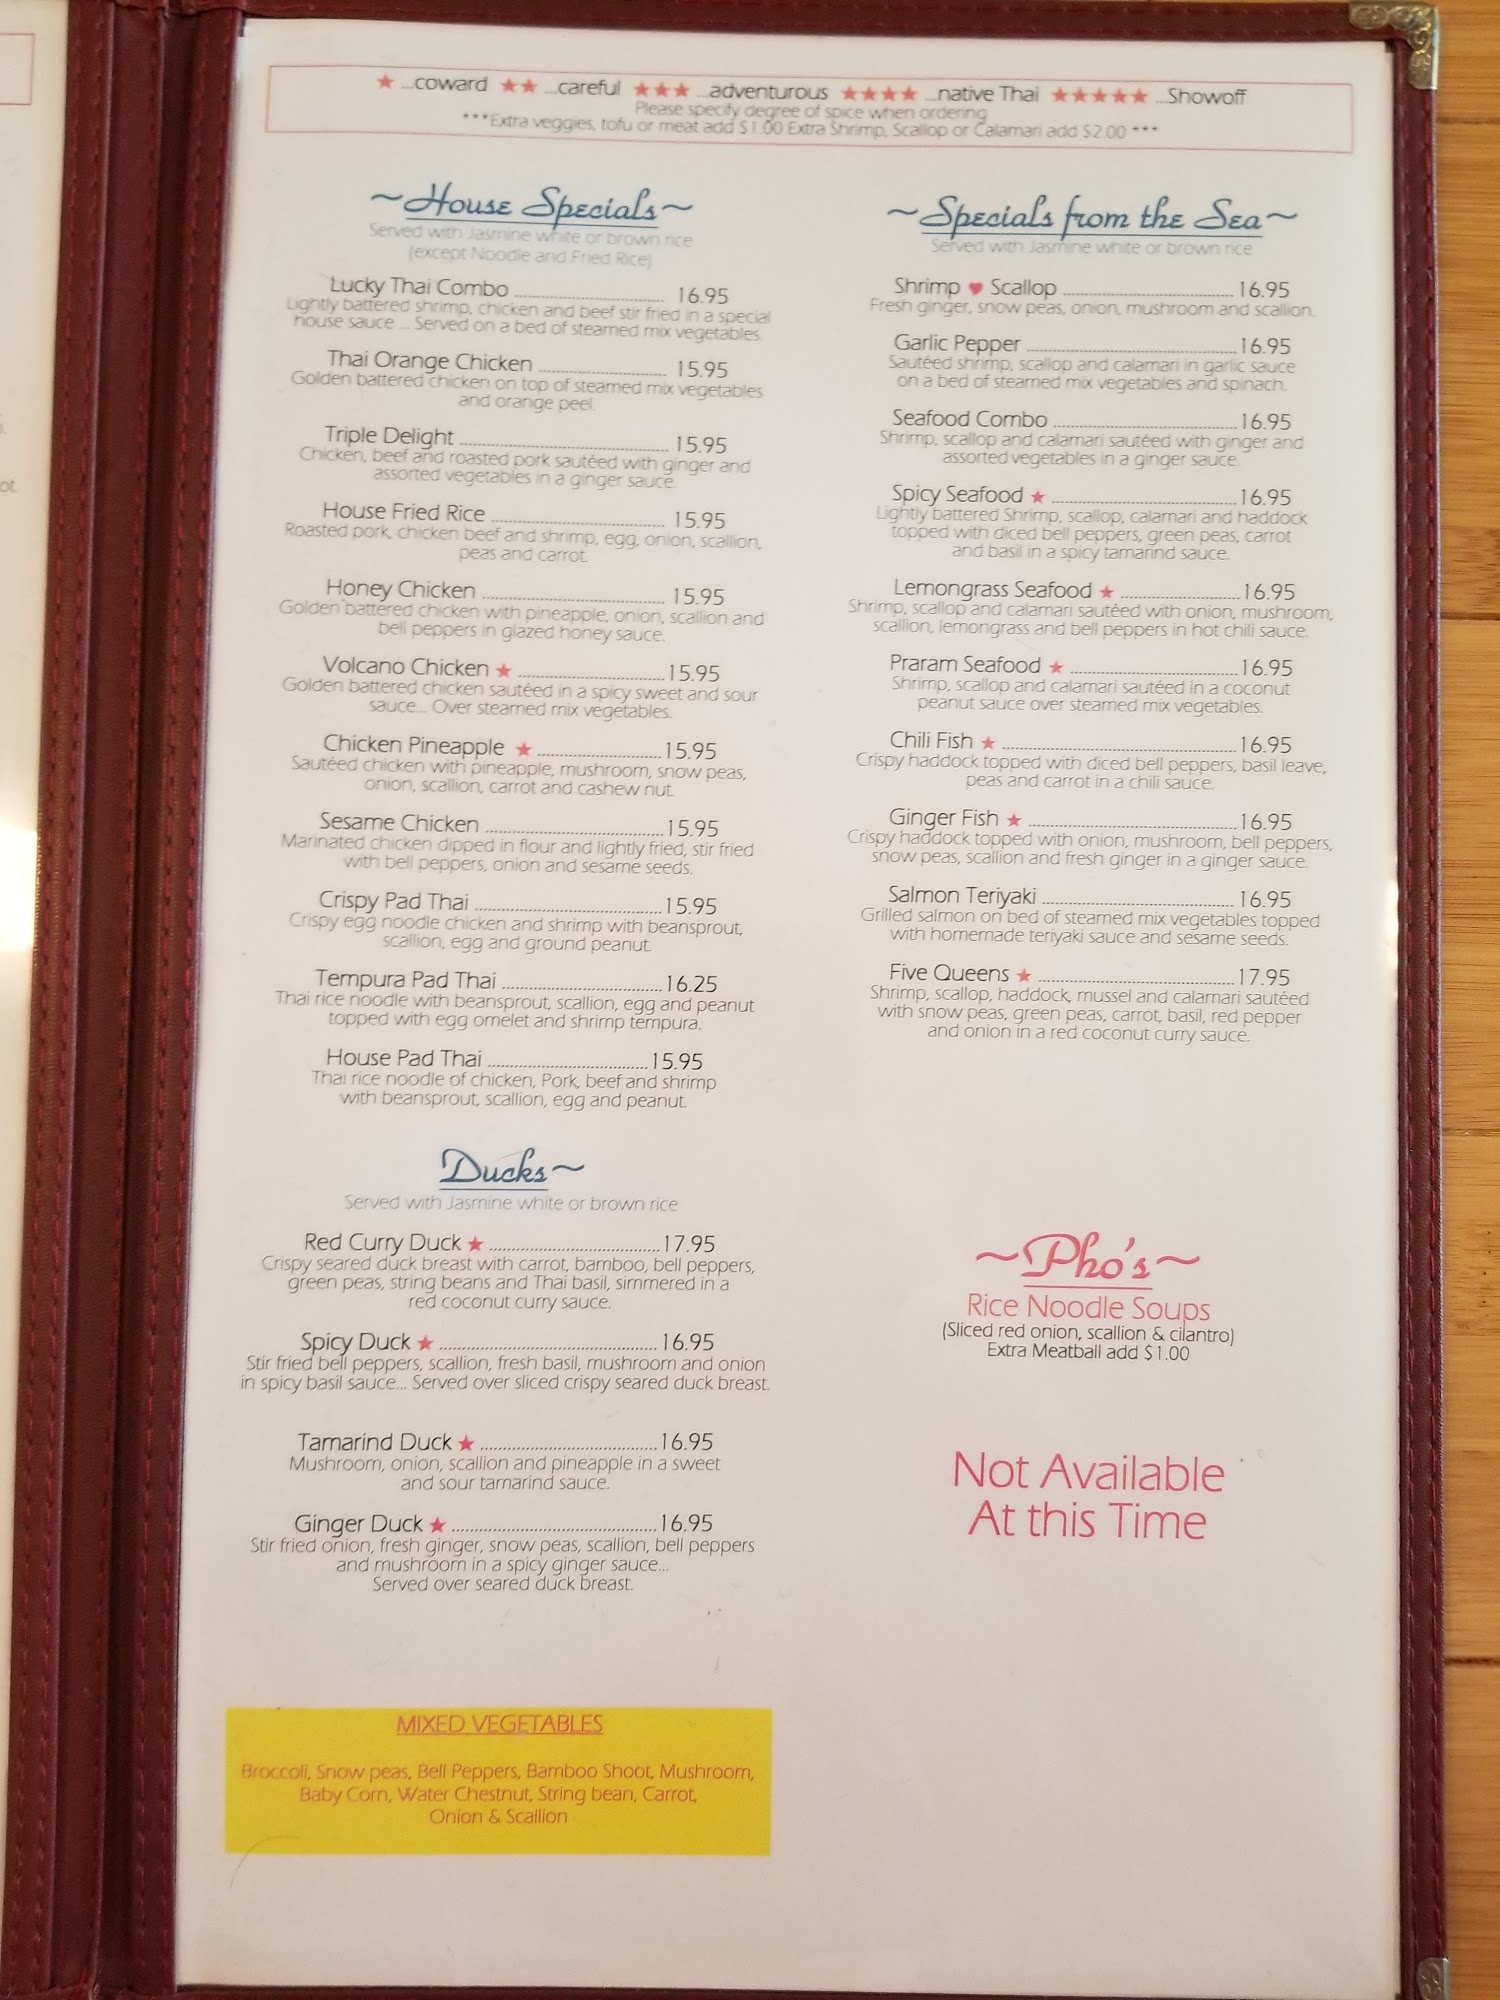 ★ ...coward ★★ ...careful ★★★ ...adventurous ★★★★ ...native Thai ★★★★★ ...Showoff
Please specify degree of spice when ordering
***Extra veggies, tofu or meat add $1.00 Extra Shrimp, Scallop or Calamari add $2.00 ***
~House Specials~
Served with Jasmine white or brown rice
(except Noodle and Fried Rice)
Lucky Thai Combo 16.95
Lightly battered shrimp, chicken and beef stir fried in a special
house sauce ... Served on a bed of steamed mix vegetables.
Thai Orange Chicken 15.95
Golden battered chicken on top of steamed mix vegetables
and orange peel.
Triple Delight 15.95
Chicken, beef and roasted pork sautéed with ginger and
assorted vegetables in a ginger sauce.
House Fried Rice 15.95
Roasted pork, chicken beef and shrimp, egg, onion, scallion,
peas and carrot.
Honey Chicken 15.95
Golden battered chicken with pineapple, onion, scallion and
bell peppers in glazed honey sauce.
Volcano Chicken ★ 15.95
Golden battered chicken sautéed in a spicy sweet and sour
sauce... Over steamed mix vegetables.
Chicken Pineapple ★ 15.95
Sautéed chicken with pineapple, mushroom, snow peas,
onion, scallion, carrot and cashew nut.
Sesame Chicken 15.95
Marinated chicken dipped in flour and lightly fried, stir fried
with bell peppers, onion and sesame seeds.
Crispy Pad Thai 15.95
Crispy egg noodle chicken and shrimp with beansprout,
scallion, egg and ground peanut.
Tempura Pad Thai 16.25
Thai rice noodle with beansprout, scallion, egg and peanut
topped with egg omelet and shrimp tempura.
House Pad Thai 15.95
Thai rice noodle of chicken, Pork, beef and shrimp
with beansprout, scallion, egg and peanut.
Ducks~
Served with Jasmine white or brown rice
Red Curry Duck ★ 17.95
Crispy seared duck breast with carrot, bamboo, bell peppers,
green peas, string beans and Thai basil, simmered in a
red coconut curry sauce.
Spicy Duck ★ 16.95
Stir fried bell peppers, scallion, fresh basil, mushroom and onion
in spicy basil sauce... Served over sliced crispy seared duck breast.
Tamarind Duck ★ 16.95
Mushroom, onion, scallion and pineapple in a sweet
and sour tamarind sauce.
Ginger Duck ★ 16.95
Stir fried onion, fresh ginger, snow peas, scallion, bell peppers
and mushroom in a spicy ginger sauce...
Served over seared duck breast.
MIXED VEGETABLES
Broccoli, Snow peas, Bell Peppers, Bamboo Shoot, Mushroom,
Baby Corn, Water Chestnut, String bean, Carrot,
Onion & Scallion
~Specials from the Sea~
Served with Jasmine white or brown rice
Shrimp ♥ Scallop 16.95
Fresh ginger, snow peas, onion, mushroom and scallion.
Garlic Pepper 16.95
Sautéed shrimp, scallop and calamari in garlic sauce
on a bed of steamed mix vegetables and spinach.
Seafood Combo 16.95
Shrimp, scallop and calamari sautéed with ginger and
assorted vegetables in a ginger sauce.
Spicy Seafood ★ 16.95
Lightly battered Shrimp, scallop, calamari and haddock
topped with diced bell peppers, green peas, carrot
and basil in a spicy tamarind sauce.
Lemongrass Seafood ★ 16.95
Shrimp, scallop and calamari sautéed with onion, mushroom,
scallion, lemongrass and bell peppers in hot chili sauce.
Praram Seafood ★ 16.95
Shrimp, scallop and calamari sautéed in a coconut
peanut sauce over steamed mix vegetables.
Chili Fish ★ 16.95
Crispy haddock topped with diced bell peppers, basil leave,
peas and carrot in a chili sauce.
Ginger Fish ★ 16.95
Crispy haddock topped with onion, mushroom, bell peppers,
snow peas, scallion and fresh ginger in a ginger sauce.
Salmon Teriyaki 16.95
Grilled salmon on bed of steamed mix vegetables topped
with homemade teriyaki sauce and sesame seeds.
Five Queens ★ 17.95
Shrimp, scallop, haddock, mussel and calamari sautéed
with snow peas, green peas, carrot, basil, red pepper
and onion in a red coconut curry sauce.
~Pho's~
Rice Noodle Soups
(Sliced red onion, scallion & cilantro)
Extra Meatball add $1.00
Not Available
At this Time